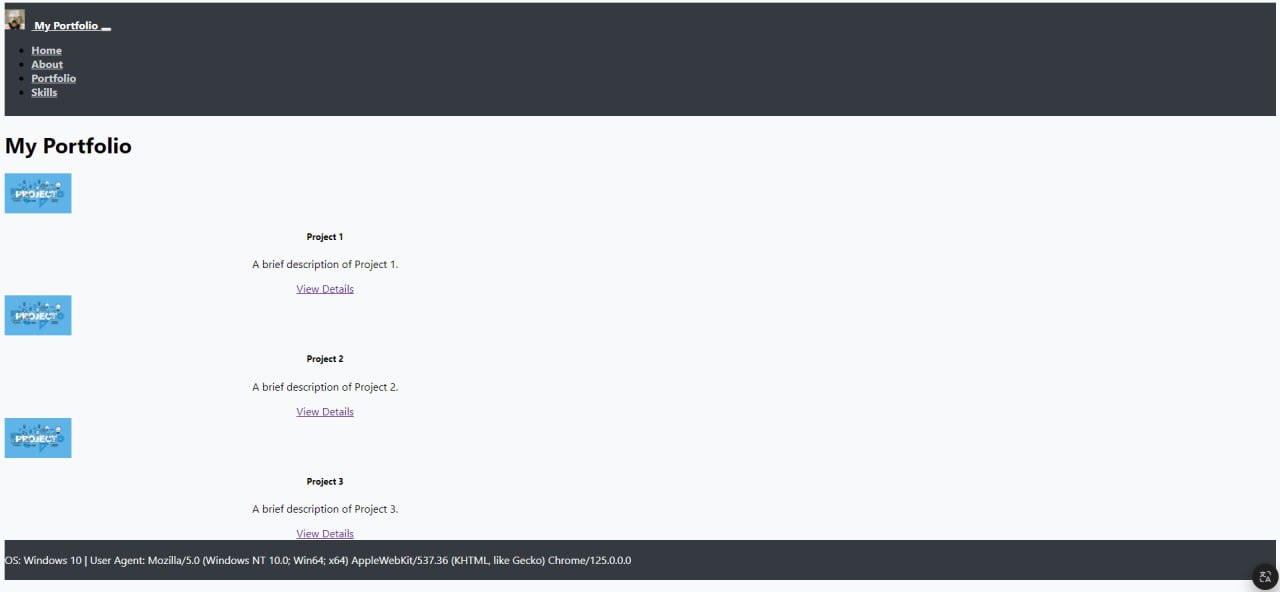 My Portfolio
Home
About
Portfolio
Skills
My Portfolio
PROJECT
Project 1
A brief description of Project 1.
View Details
PROJECT
Project 2
A brief description of Project 2.
View Details
PROJECT
Project 3
A brief description of Project 3.
View Details
OS: Windows 10 | User Agent: Mozilla/5.0 (Windows NT 10.0; Win64; x64) AppleWebKit/537.36 (KHTML, like Gecko) Chrome/125.0.0.0